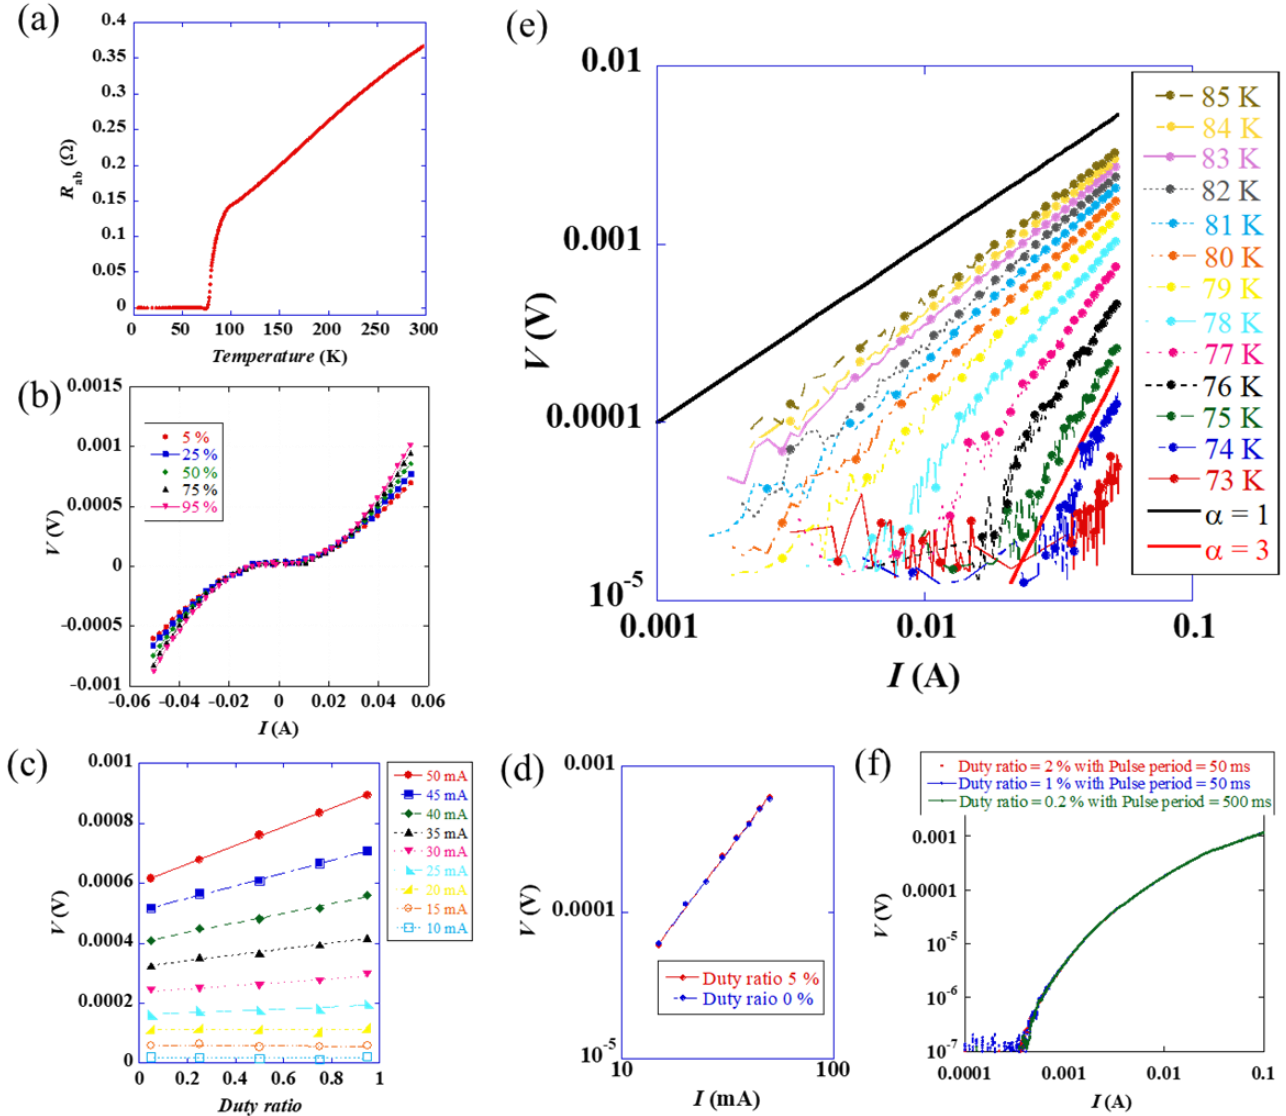 (a)
0.4
0.35
0.3
0.25
0.2
0.15
0.1
0.05
0
R_ab (Ω)
0 50 100 150 200 250 300
Temperature (K)
(b)
0.0015
0.001
0.0005
0
-0.0005
-0.001
V (V)
5 %
25 %
50 %
75 %
95 %
-0.06 -0.04 -0.02 0 0.02 0.04 0.06
I (A)
(e)
0.01
0.001
0.0001
10⁻⁵
V (V)
0.001 0.01 0.1
I (A)
85 K
84 K
83 K
82 K
81 K
80 K
79 K
78 K
77 K
76 K
75 K
74 K
73 K
α = 1
α = 3
(c)
0.001
0.0008
0.0006
0.0004
0.0002
0
V (V)
0 0.2 0.4 0.6 0.8 1
Duty ratio
50 mA
45 mA
40 mA
35 mA
30 mA
25 mA
20 mA
15 mA
10 mA
(d)
0.001
0.0001
10⁻⁵
V (V)
Duty ratio 5 %
Duty raio 0 %
10 100
I (mA)
(f)
Duty ratio = 2 % with Pulse period = 50 ms
Duty ratio = 1 % with Pulse period = 50 ms
Duty ratio = 0.2 % with Pulse period = 500 ms
0.001
0.0001
10⁻⁵
10⁻⁶
10⁻⁷
V (V)
0.0001 0.001 0.01 0.1
I (A)